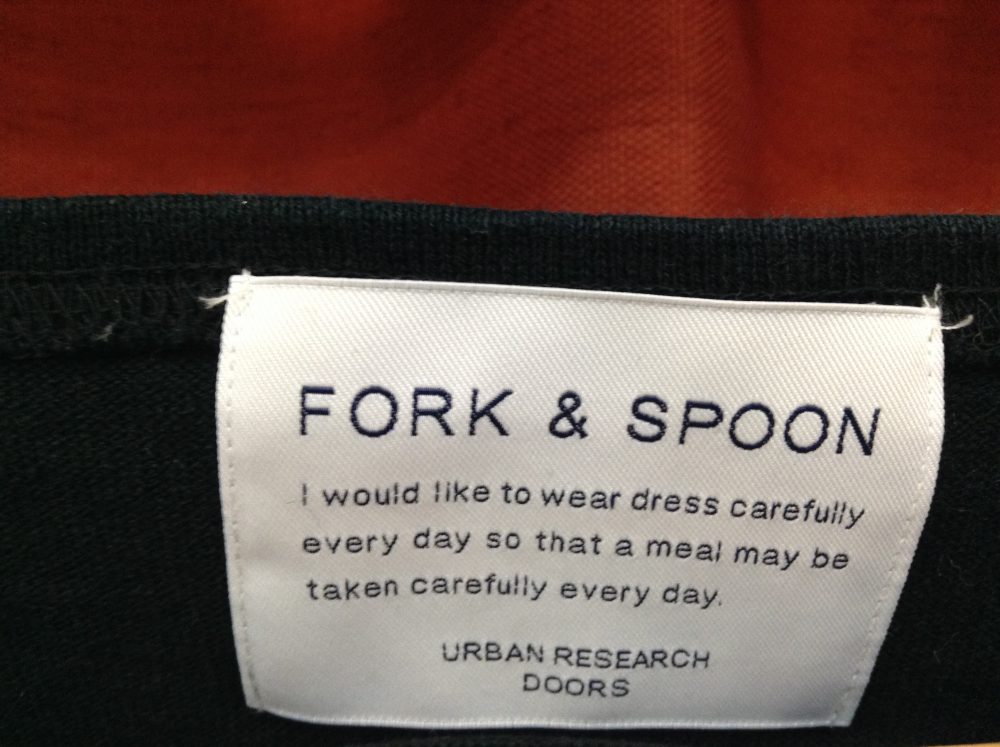 FORK & SPOON
I would like to wear dress carefully
every day so that a meal may be
taken carefully every day.
URBAN RESEARCH
DOORS